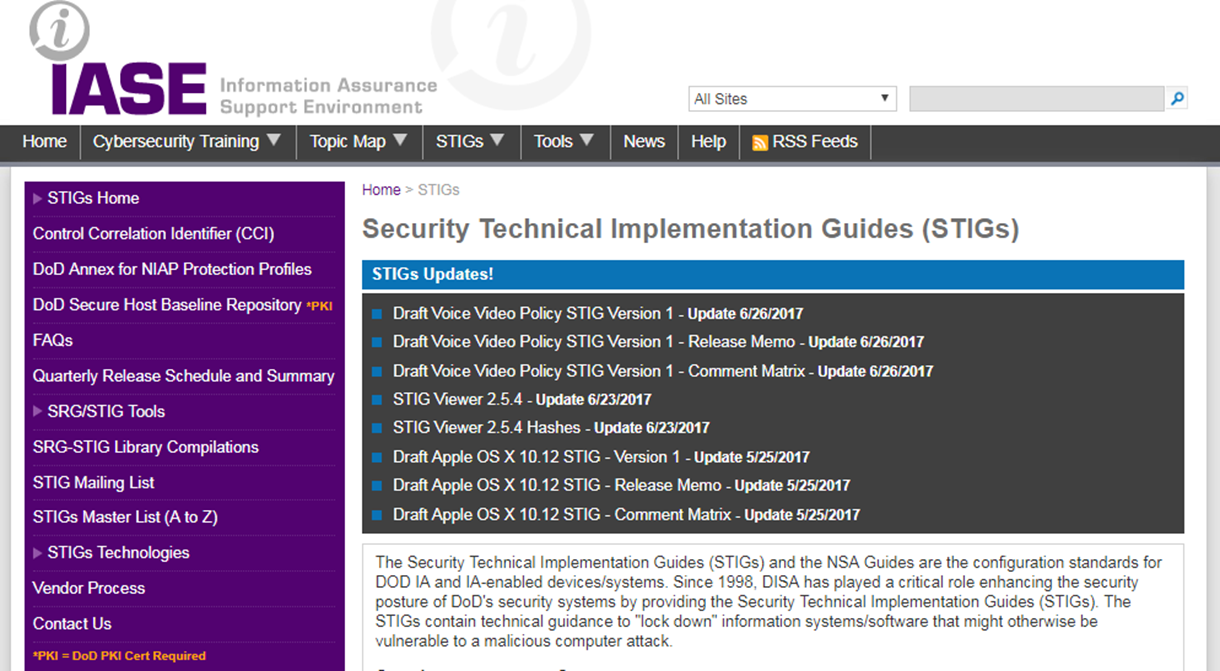 IASE Information Assurance
Support Environment
All Sites
Home Cybersecurity Training Topic Map STIGs Tools News Help RSS Feeds
STIGs Home
Control Correlation Identifier (CCI)
DoD Annex for NIAP Protection Profiles
DoD Secure Host Baseline Repository *PKI
FAQs
Quarterly Release Schedule and Summary
SRG/STIG Tools
SRG-STIG Library Compilations
STIG Mailing List
STIGs Master List (A to Z)
STIGs Technologies
Vendor Process
Contact Us
*PKI = DoD PKI Cert Required
Home > STIGs
Security Technical Implementation Guides (STIGs)
STIGs Updates!
Draft Voice Video Policy STIG Version 1 - Update 6/26/2017
Draft Voice Video Policy STIG Version 1 - Release Memo - Update 6/26/2017
Draft Voice Video Policy STIG Version 1 - Comment Matrix - Update 6/26/2017
STIG Viewer 2.5.4 - Update 6/23/2017
STIG Viewer 2.5.4 Hashes - Update 6/23/2017
Draft Apple OS X 10.12 STIG - Version 1 - Update 5/25/2017
Draft Apple OS X 10.12 STIG - Release Memo - Update 5/25/2017
Draft Apple OS X 10.12 STIG - Comment Matrix - Update 5/25/2017
The Security Technical Implementation Guides (STIGs) and the NSA Guides are the configuration standards for
DOD IA and IA-enabled devices/systems. Since 1998, DISA has played a critical role enhancing the security
posture of DoD's security systems by providing the Security Technical Implementation Guides (STIGs). The
STIGs contain technical guidance to "lock down" information systems/software that might otherwise be
vulnerable to a malicious computer attack.